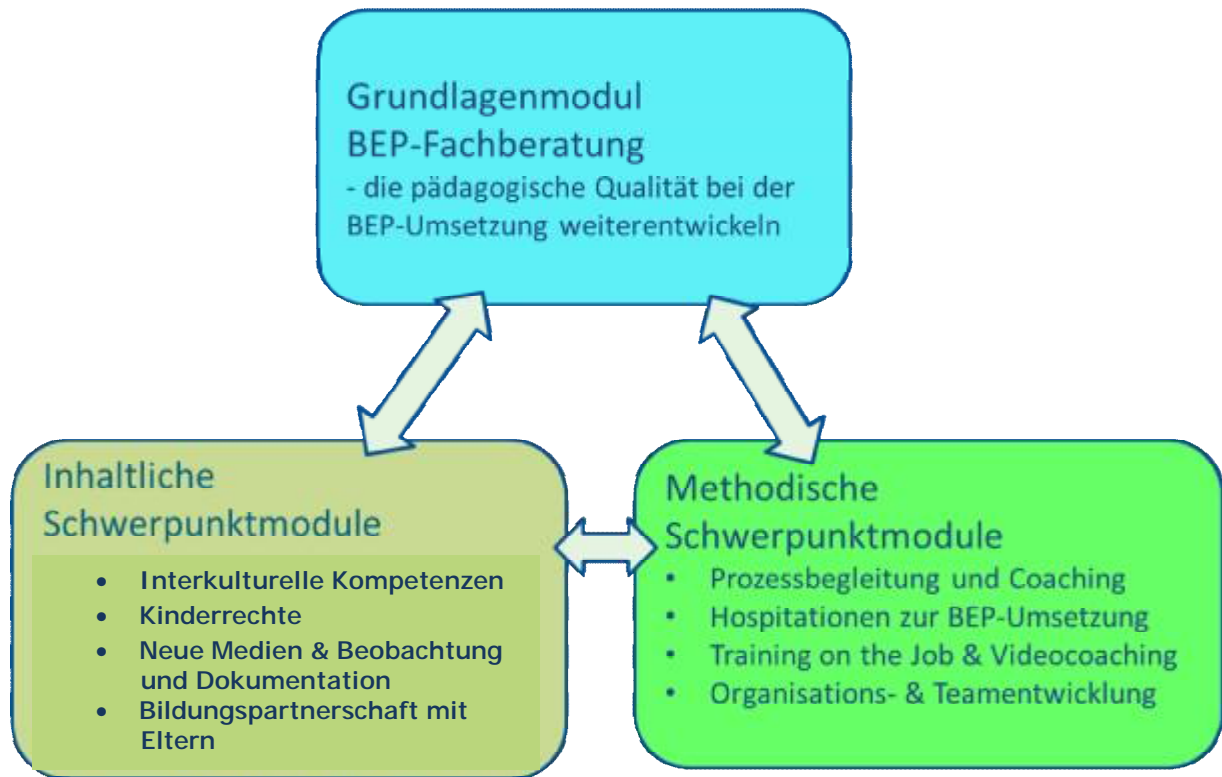 Grundlagenmodul
BEP-Fachberatung
- die pädagogische Qualität bei der
BEP-Umsetzung weiterentwickeln
Inhaltliche
Schwerpunktmodule
• Interkulturelle Kompetenzen
• Kinderrechte
• Neue Medien & Beobachtung
und Dokumentation
• Bildungspartnerschaft mit
Eltern
Methodische
Schwerpunktmodule
• Prozessbegleitung und Coaching
• Hospitationen zur BEP-Umsetzung
• Training on the Job & Videocoaching
• Organisations- & Teamentwicklung